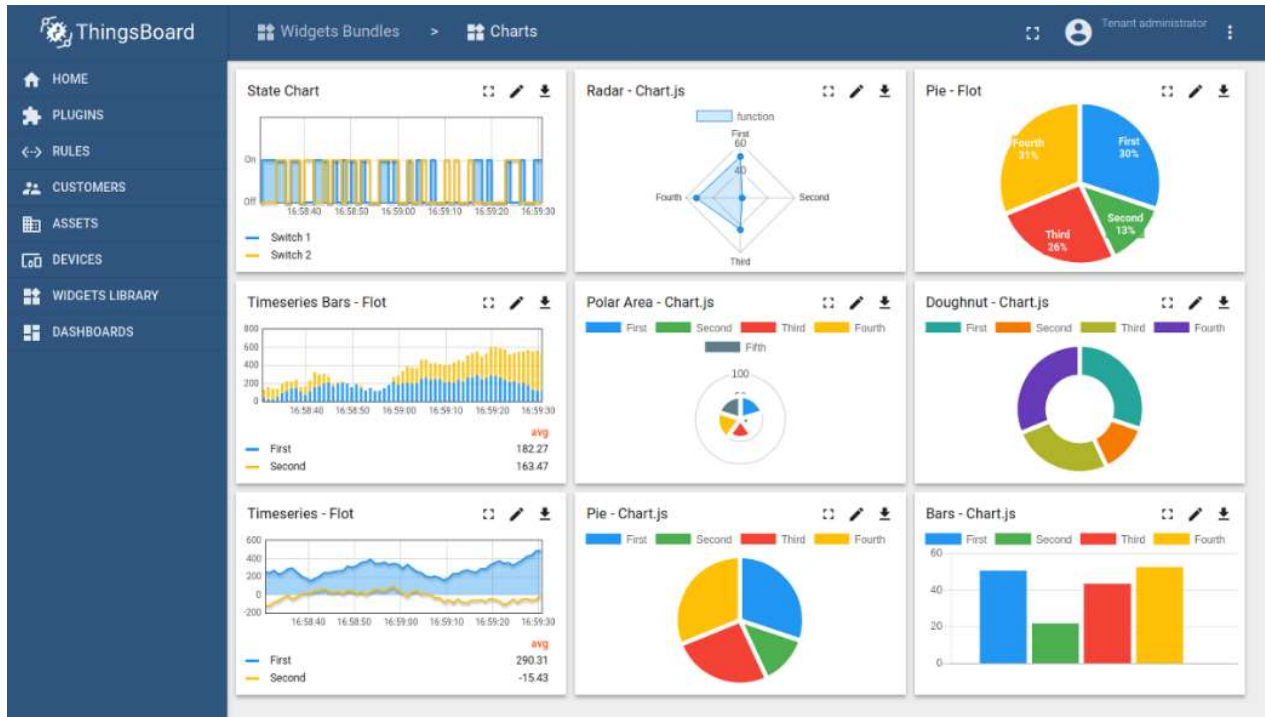 ThingsBoard
Widgets Bundles > Charts
Tenant administrator
HOME
PLUGINS
RULES
CUSTOMERS
ASSETS
DEVICES
WIDGETS LIBRARY
DASHBOARDS
State Chart
On
Off
16:58:40 16:58:50 16:59:00 16:59:10 16:59:20 16:59:30
Switch 1
Switch 2
Radar - Chart.js
function
First
60
40
Fourth
Second
Third
Pie - Flot
Fourth
31%
First
30%
Second
13%
Third
26%
Timeseries Bars - Flot
800
600
400
200
0
16:58:40 16:58:50 16:59:00 16:59:10 16:59:20 16:59:30
avg
First 182.27
Second 163.47
Polar Area - Chart.js
First Second Third Fourth
Fifth
100
Doughnut - Chart.js
First Second Third Fourth
Timeseries - Flot
600
400
200
0
-200
16:58:40 16:58:50 16:59:00 16:59:10 16:59:20 16:59:30
avg
First 290.31
Second -15.43
Pie - Chart.js
First Second Third Fourth
Bars - Chart.js
First Second Third Fourth
60
40
20
0